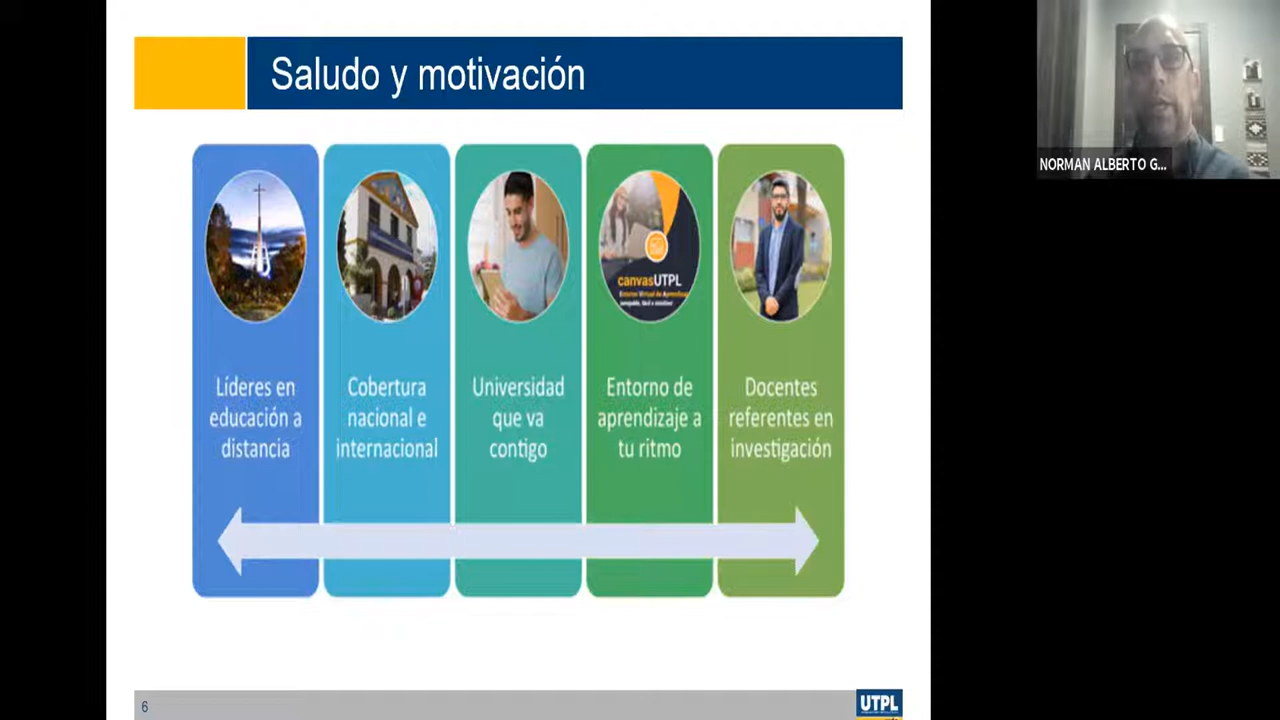 Saludo y motivación
NORMAN ALBERTO G...
canvasUTPL
Líderes en
educación a
distancia
Cobertura
nacional e
internacional
Universidad
que va
contigo
Entorno de
aprendizaje a
tu ritmo
Docentes
referentes en
investigación
6
UTPL